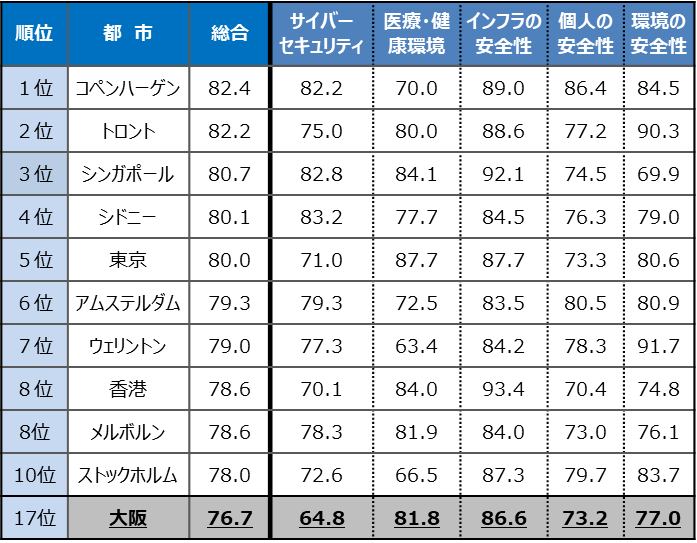 順位 都 市 総合 サイバーセキュリティ 医療・健康環境 インフラの安全性 個人の安全性 環境の安全性
1位 コペンハーゲン 82.4 82.2 70.0 89.0 86.4 84.5
2位 トロント 82.2 75.0 80.0 88.6 77.2 90.3
3位 シンガポール 80.7 82.8 84.1 92.1 74.5 69.9
4位 シドニー 80.1 83.2 77.7 84.5 76.3 79.0
5位 東京 80.0 71.0 87.7 87.7 73.3 80.6
6位 アムステルダム 79.3 79.3 72.5 83.5 80.5 80.9
7位 ウェリントン 79.0 77.3 63.4 84.2 78.3 91.7
8位 香港 78.6 70.1 84.0 93.4 70.4 74.8
8位 メルボルン 78.6 78.3 81.9 84.0 73.0 76.1
10位 ストックホルム 78.0 72.6 66.5 87.3 79.7 83.7
17位 大阪 76.7 64.8 81.8 86.6 73.2 77.0